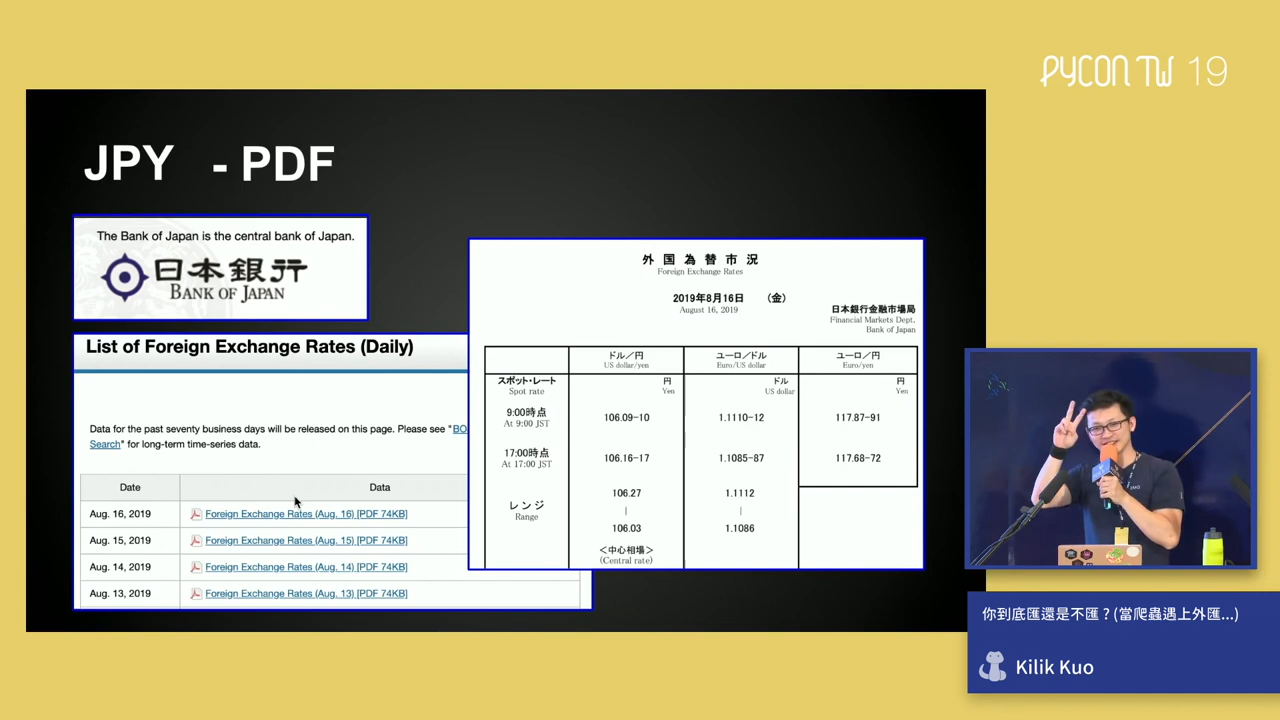 PYCON TW 19
JPY - PDF
The Bank of Japan is the central bank of Japan.
日本銀行
BANK OF JAPAN
List of Foreign Exchange Rates (Daily)
Data for the past seventy business days will be released on this page. Please see "BO
Search" for long-term time-series data.
Date Data
Aug. 16, 2019 Foreign Exchange Rates (Aug. 16) [PDF 74KB]
Aug. 15, 2019 Foreign Exchange Rates (Aug. 15) [PDF 74KB]
Aug. 14, 2019 Foreign Exchange Rates (Aug. 14) [PDF 74KB]
Aug. 13, 2019 Foreign Exchange Rates (Aug. 13) [PDF 74KB]
外国為替市況
Foreign Exchange Rates
2019年8月16日 (金)
August 16, 2019
日本銀行金融市場局
Financial Markets Dept.
Bank of Japan
ドル/円 ユーロ/ドル ユーロ/円
US dollar/yen Euro/US dollar Euro/yen
スポット・レート 円 ドル 円
Spot rate Yen US dollar Yen
9:00時点 106.09-10 1.1110-12 117.87-91
At 9:00 JST
17:00時点 106.16-17 1.1085-87 117.68-72
At 17:00 JST
106.27 1.1112
レンジ | |
Range
106.03 1.1086
<中心相場>
(Central rate)
你到底匯還是不匯?(當爬蟲遇上外匯...)
Kilik Kuo